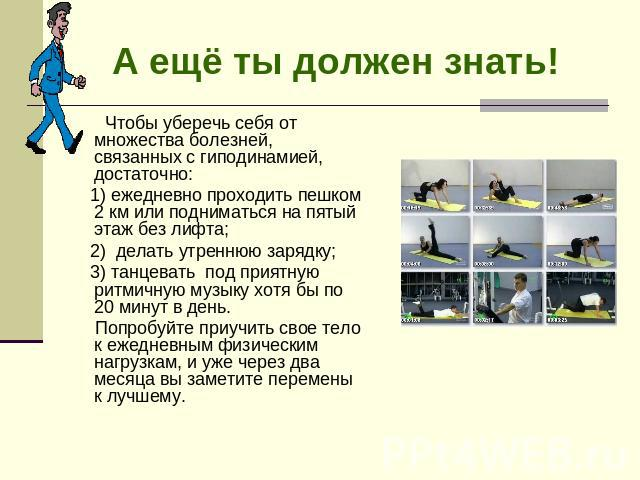 А ещё ты должен знать!
Чтобы уберечь себя от
множества болезней,
связанных с гиподинамией,
достаточно:
1) ежедневно проходить пешком
2 км или подниматься на пятый
этаж без лифта;
2) делать утреннюю зарядку;
3) танцевать под приятную
ритмичную музыку хотя бы по
20 минут в день.
Попробуйте приучить свое тело
к ежедневным физическим
нагрузкам, и уже через два
месяца вы заметите перемены
к лучшему.
PPt4WEB.ru